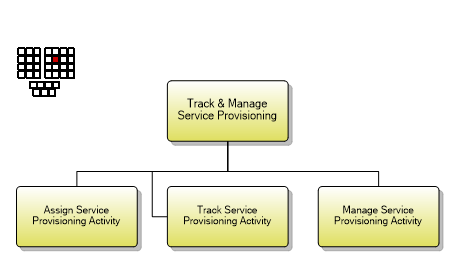 Track & Manage
Service Provisioning
Assign Service
Provisioning Activity
Track Service
Provisioning Activity
Manage Service
Provisioning Activity